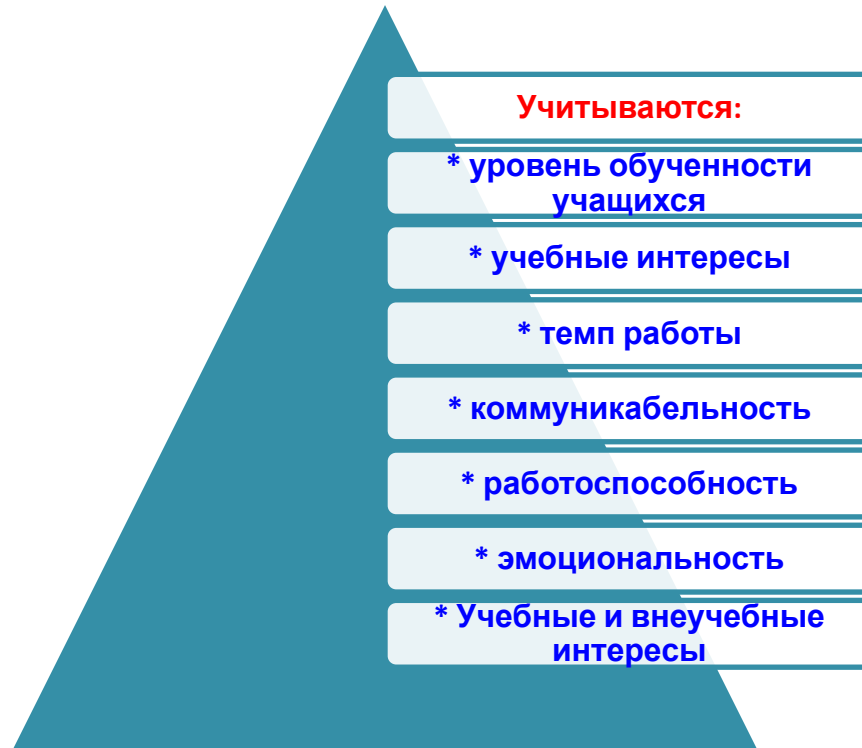 Учитываются:
* уровень обученности
учащихся
* учебные интересы
* темп работы
* коммуникабельность
* работоспособность
* эмоциональность
* Учебные и внеучебные
интересы